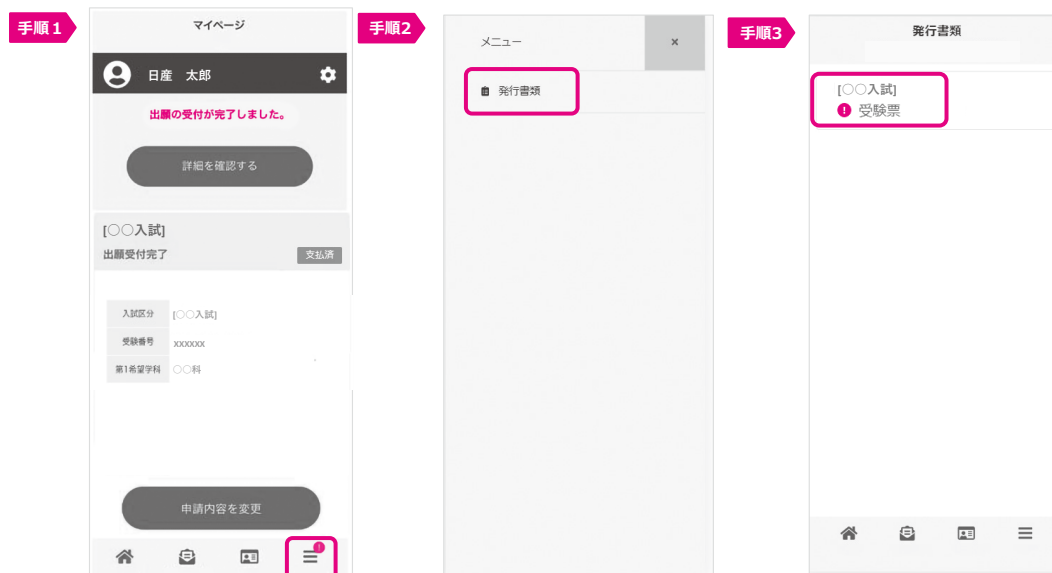 手順1
マイページ
日産 太郎
出願の受付が完了しました。
詳細を確認する
[○○入試]
出願受付完了
支払済
入試区分 [○○入試]
受験番号 xxxxxx
第1希望学科 ○○科
申請内容を変更
手順2
メニュー ×
発行書類
手順3
発行書類
[○○入試]
受験票